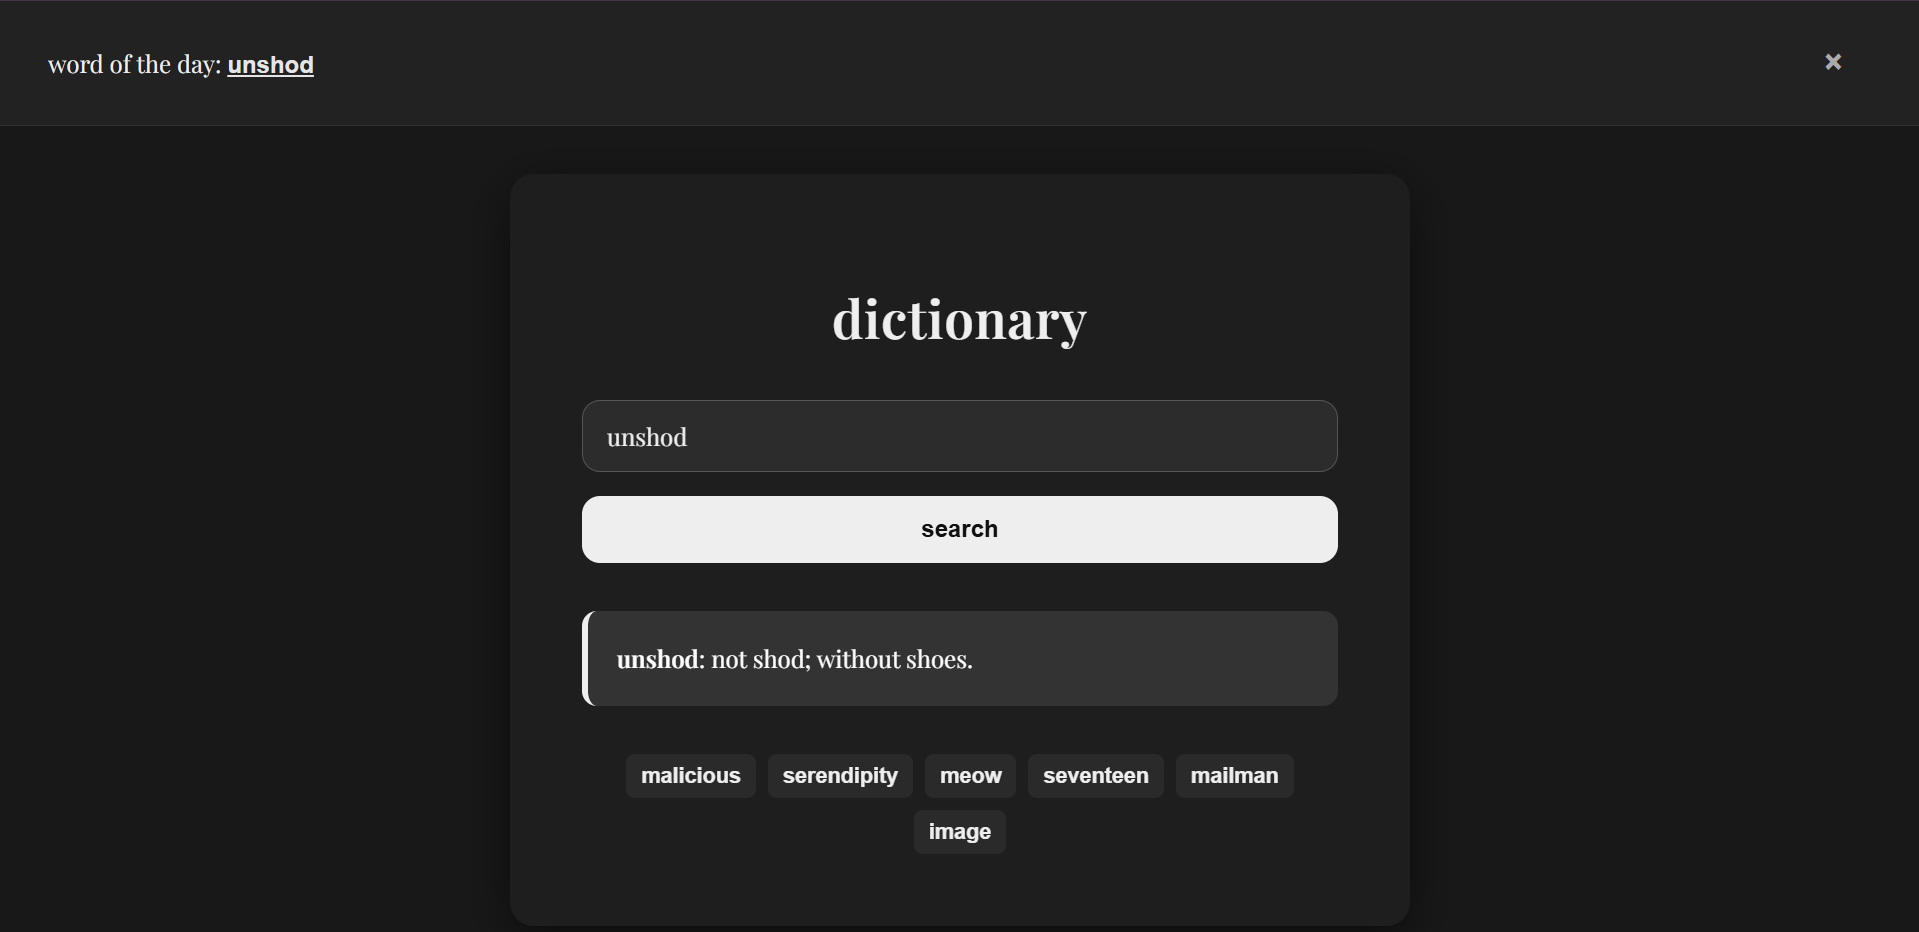 word of the day: unshod
×
dictionary
unshod
search
unshod: not shod; without shoes.
malicious serendipity meow seventeen mailman
image